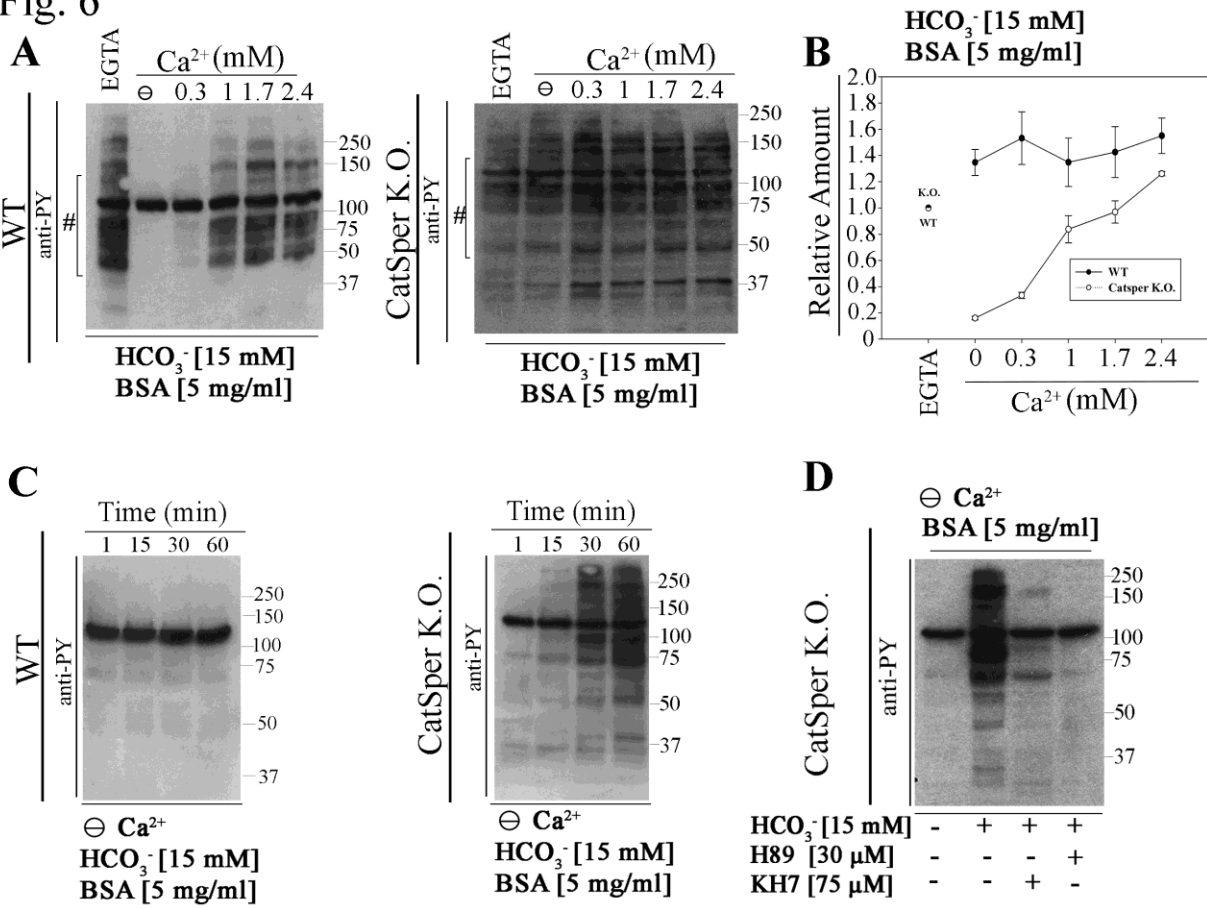 Fig. 6
A
EGTA
Ca²⁺ (mM)
⊖ 0.3 1 1.7 2.4
WT
anti-PY
#
250
150
100
75
50
37
HCO₃⁻ [15 mM]
BSA [5 mg/ml]
EGTA
Ca²⁺ (mM)
⊖ 0.3 1 1.7 2.4
CatSper K.O.
anti-PY
#
250
150
100
75
50
37
HCO₃⁻ [15 mM]
BSA [5 mg/ml]
B
HCO₃⁻ [15 mM]
BSA [5 mg/ml]
Relative Amount
2.0
1.8
1.6
1.4
1.2
1.0
0.8
0.6
0.4
0.2
0
K.O.
WT
WT
Catsper K.O.
EGTA
0 0.3 1 1.7 2.4
Ca²⁺ (mM)
C
Time (min)
1 15 30 60
WT
anti-PY
250
150
100
75
50
37
⊖ Ca²⁺
HCO₃⁻ [15 mM]
BSA [5 mg/ml]
Time (min)
1 15 30 60
CatSper K.O.
anti-PY
250
150
100
75
50
37
⊖ Ca²⁺
HCO₃⁻ [15 mM]
BSA [5 mg/ml]
D
⊖ Ca²⁺
BSA [5 mg/ml]
CatSper K.O.
anti-PY
250
150
100
75
50
37
HCO₃⁻ [15 mM] - + + +
H89 [30 µM] - - - +
KH7 [75 µM] - - + -